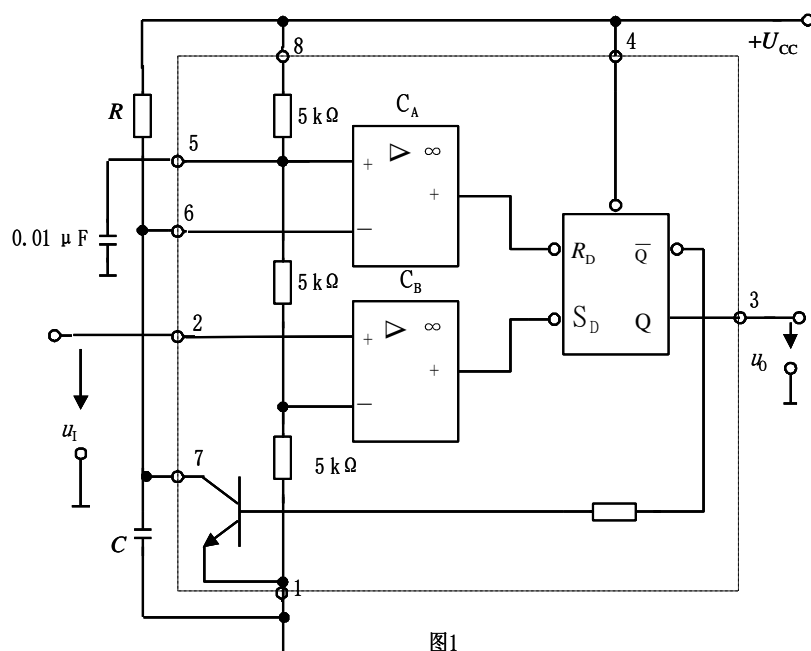 8
4
+U_CC
R
5 kΩ
C_A
5
+
▷ ∞
+
−
6
0.01 μF
5 kΩ
C_B
R_D
Q̅
S_D
Q
3
2
+
▷ ∞
+
−
u_O
u_I
7
5 kΩ
C
1
图1